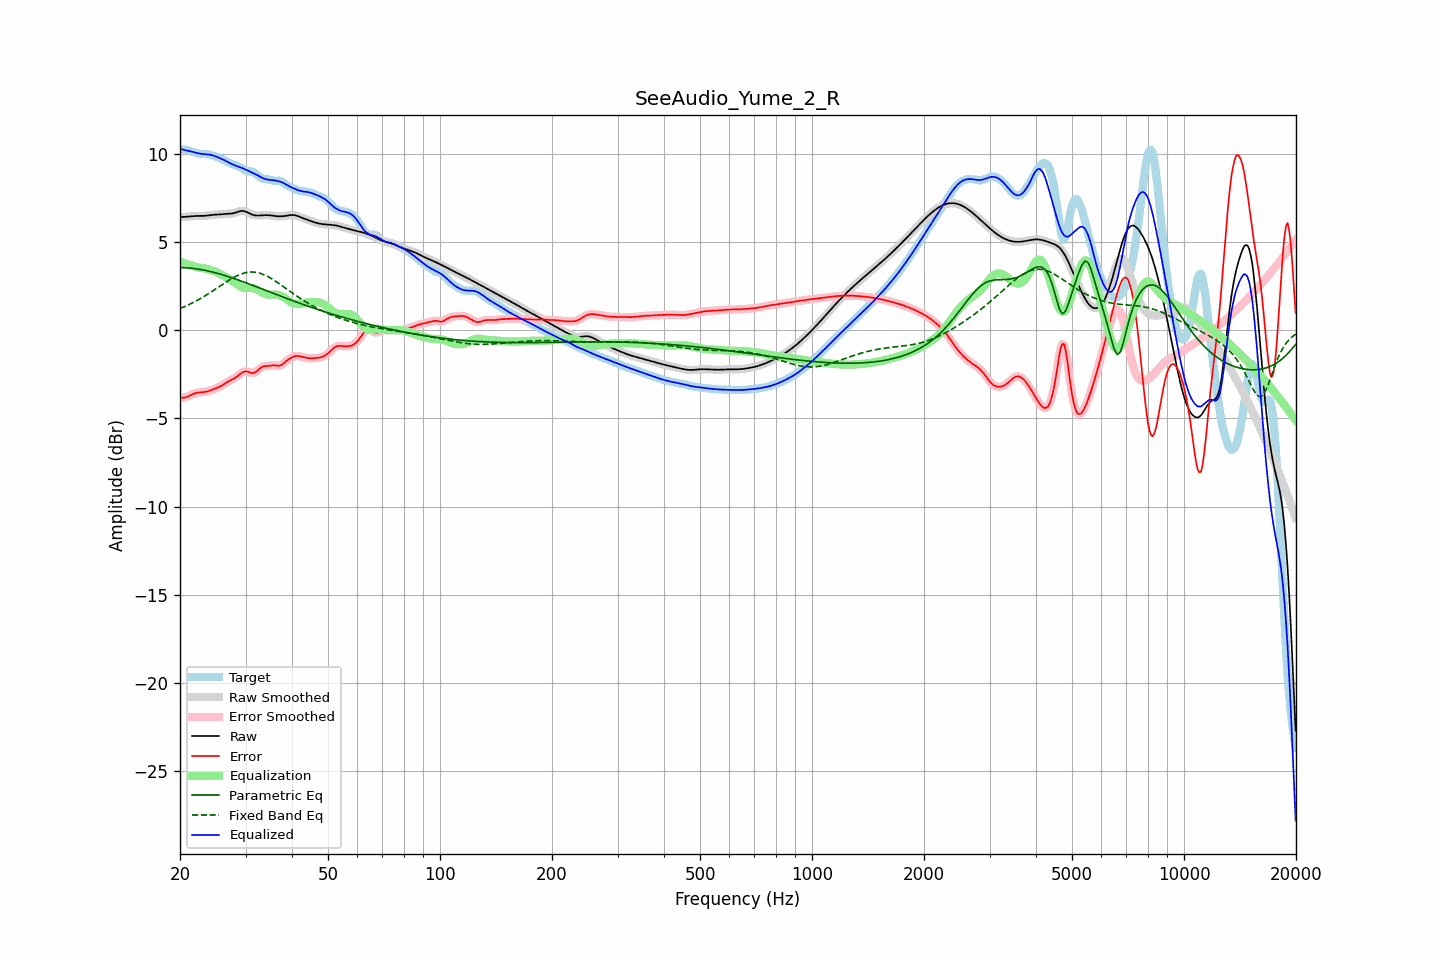 SeeAudio_Yume_2_R
Amplitude (dBr)
10
5
0
−5
−10
−15
−20
−25
Target
Raw Smoothed
Error Smoothed
Raw
Error
Equalization
Parametric Eq
Fixed Band Eq
Equalized
20 50 100 200 500 1000 2000 5000 10000 20000
Frequency (Hz)